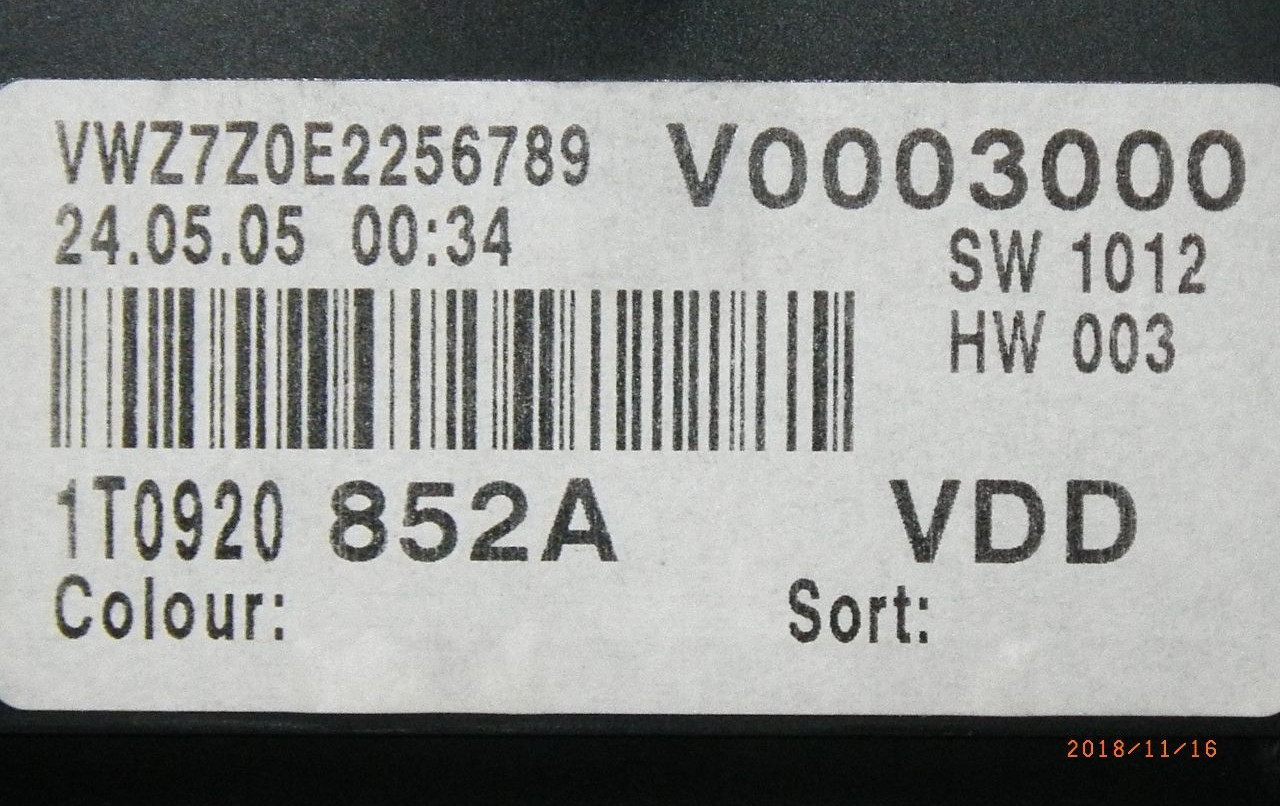 VWZ7Z0E2256789 V0003000
24.05.05 00:34 SW 1012
HW 003
1T0920 852A VDD
Colour: Sort:
2018/11/16